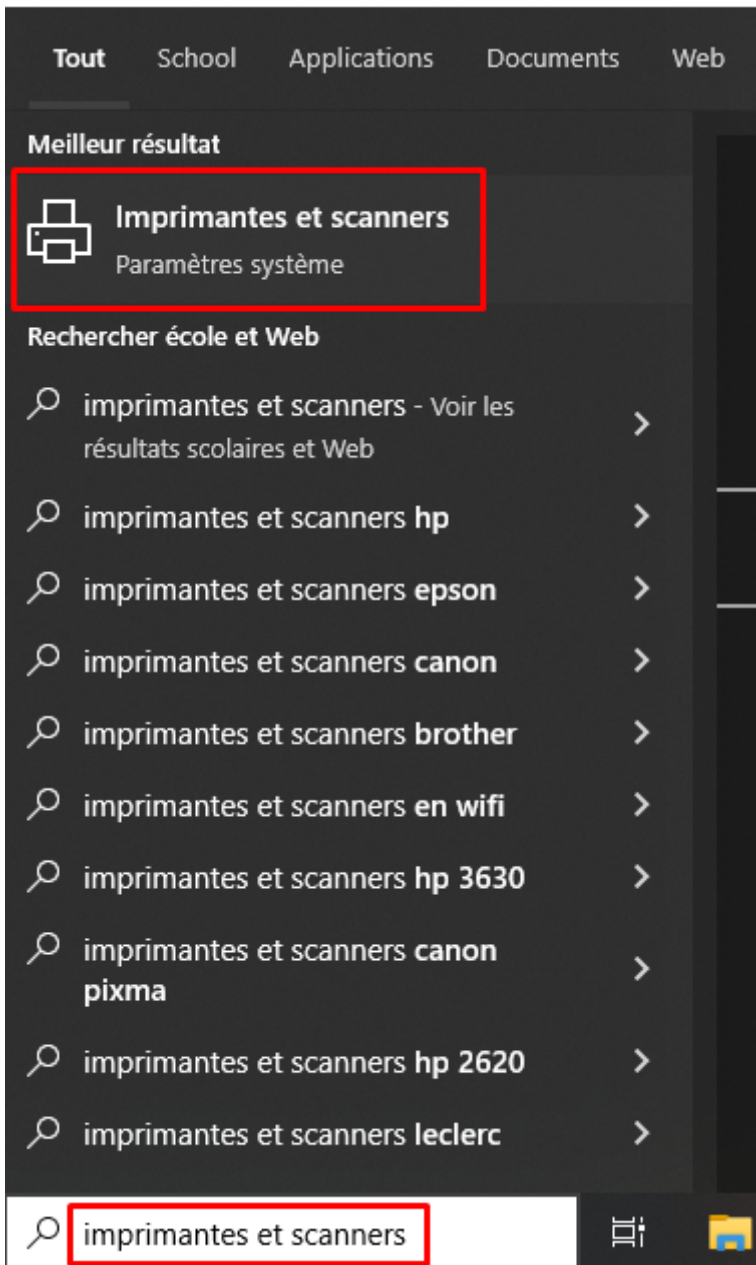 Tout School Applications Documents Web
Meilleur résultat
Imprimantes et scanners
Paramètres système
Rechercher école et Web
imprimantes et scanners - Voir les
résultats scolaires et Web
imprimantes et scanners hp
imprimantes et scanners epson
imprimantes et scanners canon
imprimantes et scanners brother
imprimantes et scanners en wifi
imprimantes et scanners hp 3630
imprimantes et scanners canon
pixma
imprimantes et scanners hp 2620
imprimantes et scanners leclerc
imprimantes et scanners